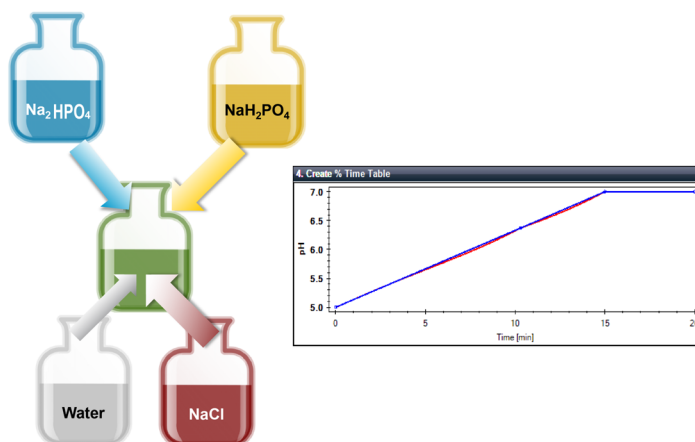 Na₂HPO₄
NaH₂PO₄
Water
NaCl
4. Create % Time Table
pH
7.0
6.5
6.0
5.5
5.0
0
5
10
15
20
Time [min]